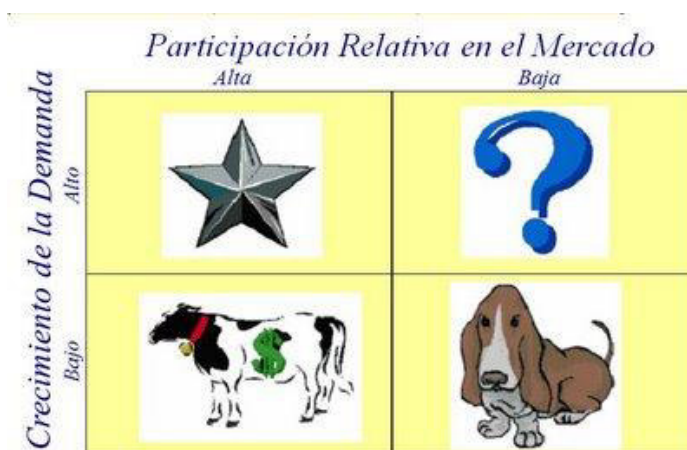 Participación Relativa en el Mercado
Alta
Baja
Crecimiento de la Demanda
Alto
Bajo
$